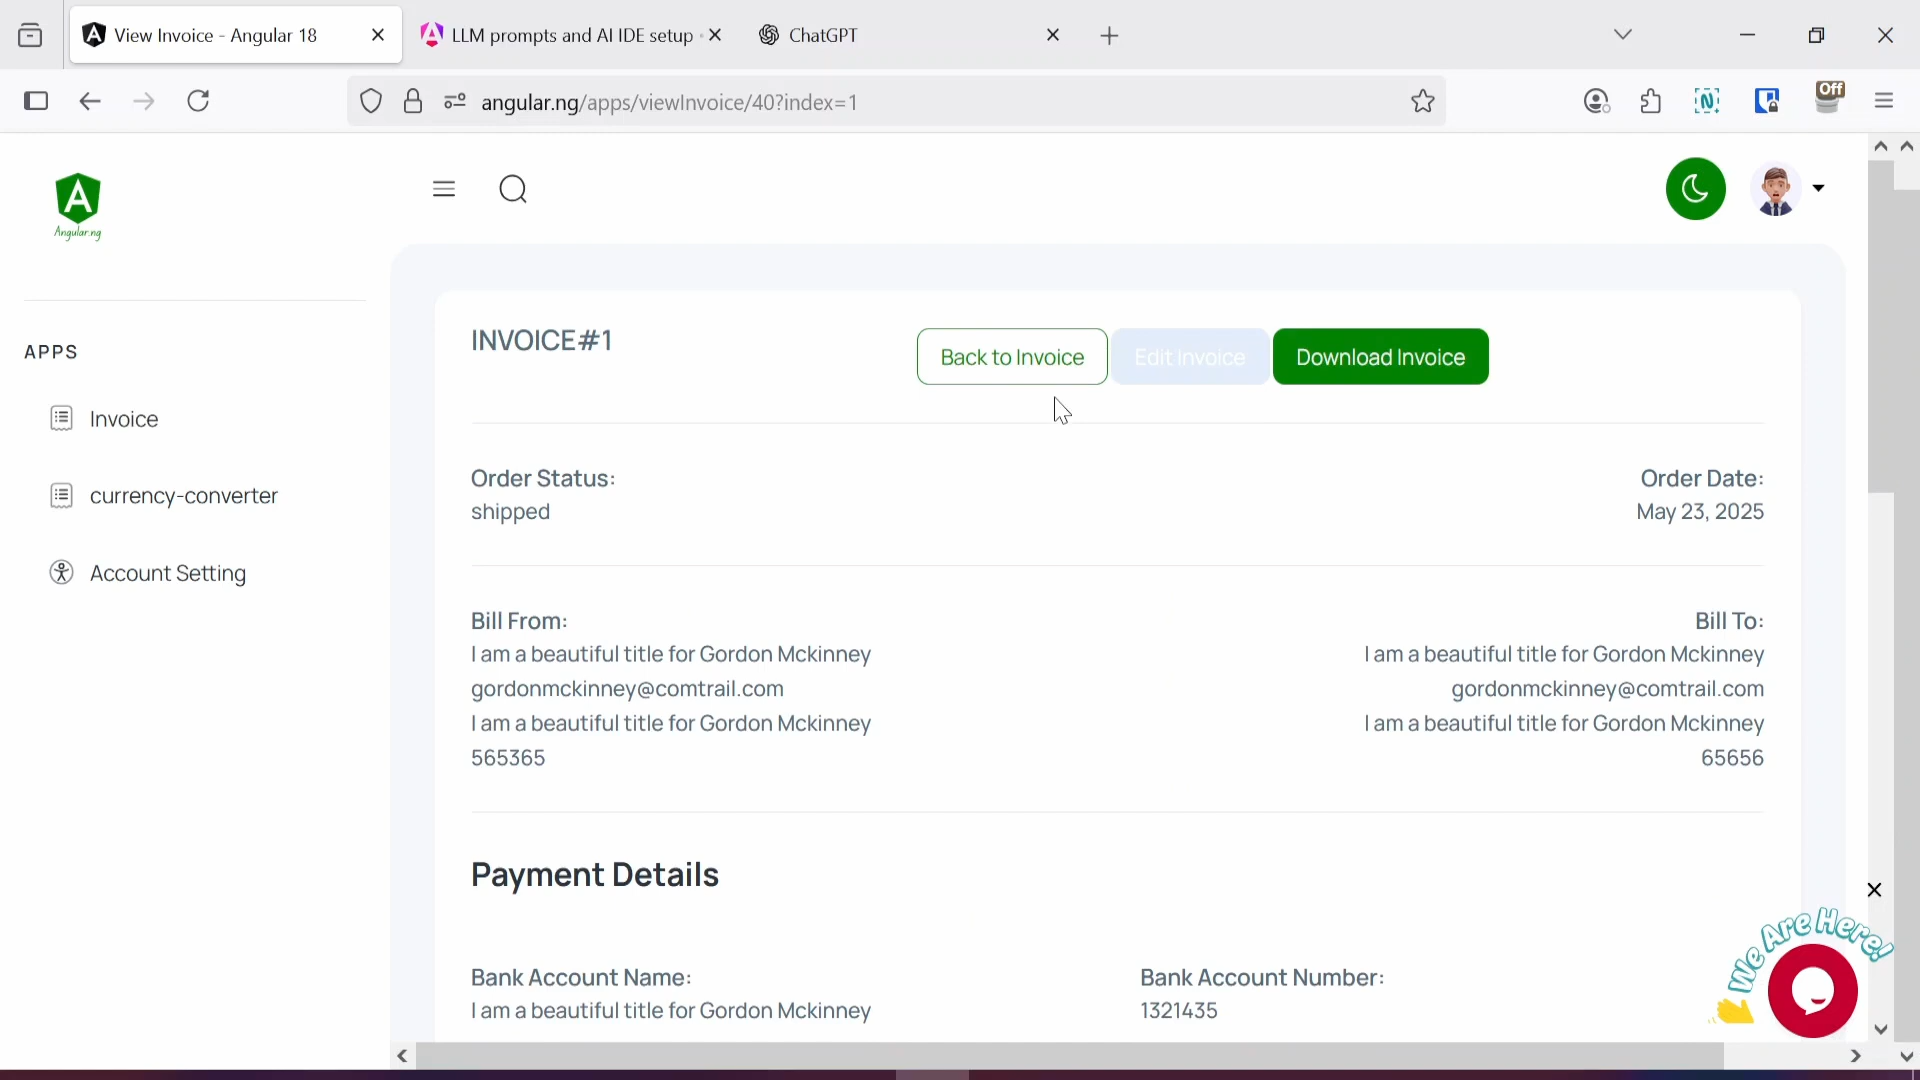 View Invoice - Angular 18
LLM prompts and AI IDE setup
ChatGPT
angular.ng/apps/viewInvoice/40?index=1
Off
N
A
Angular.ng
APPS
Invoice
currency-converter
Account Setting
INVOICE#1
Back to Invoice
Edit Invoice
Download Invoice
Order Status:
shipped
Order Date:
May 23, 2025
Bill From:
I am a beautiful title for Gordon Mckinney
gordonmckinney@comtrail.com
I am a beautiful title for Gordon Mckinney
565365
Bill To:
I am a beautiful title for Gordon Mckinney
gordonmckinney@comtrail.com
I am a beautiful title for Gordon Mckinney
65656
Payment Details
Bank Account Name:
I am a beautiful title for Gordon Mckinney
Bank Account Number:
1321435
We Are Here!